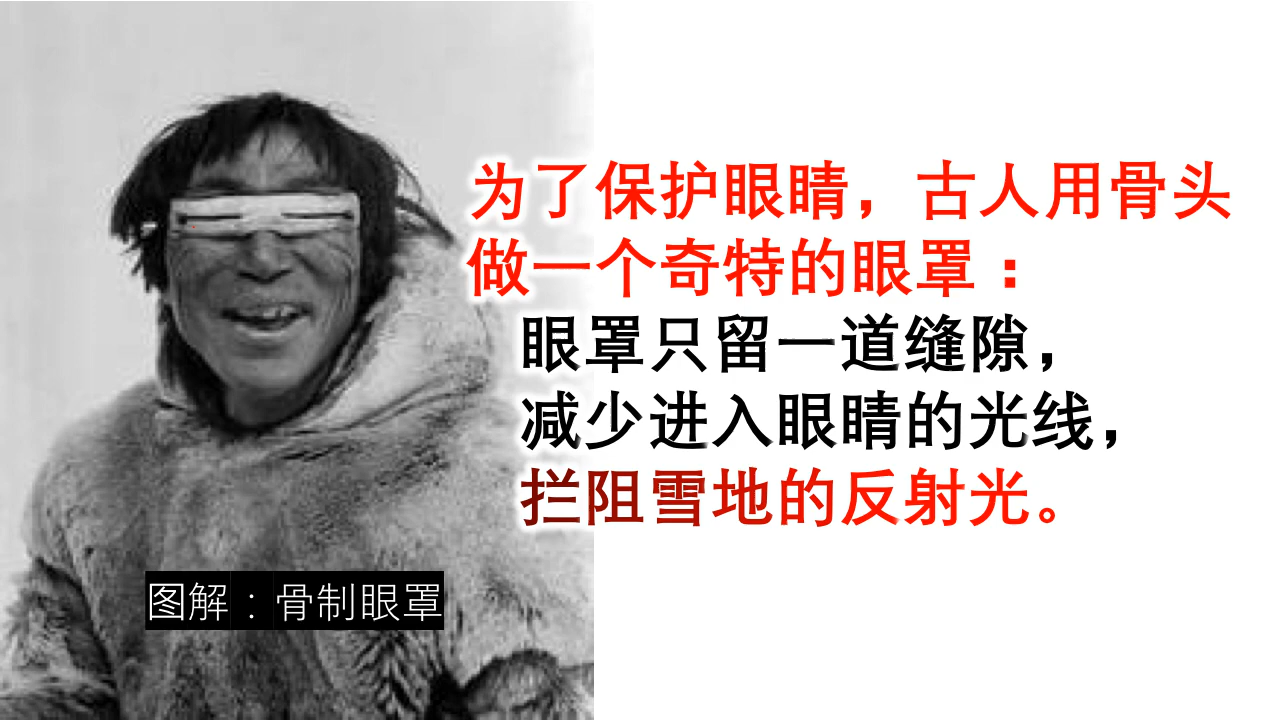 为了保护眼睛，古人用骨头
做一个奇特的眼罩：
眼罩只留一道缝隙，
减少进入眼睛的光线，
拦阻雪地的反射光。
图解：骨制眼罩